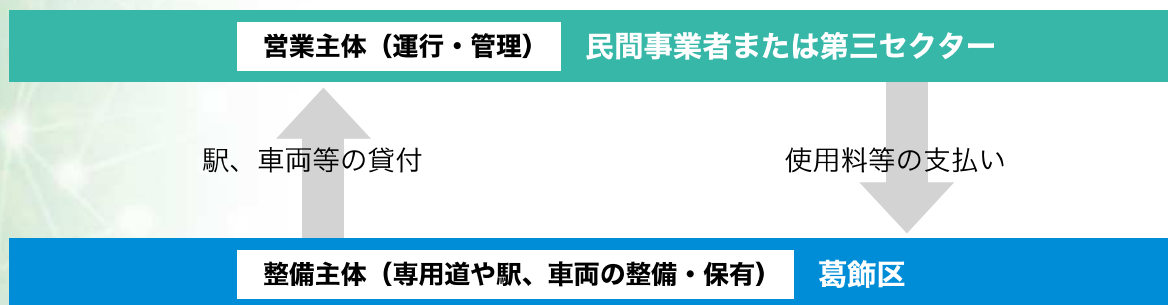 営業主体（運行・管理） 民間事業者または第三セクター
駅、車両等の貸付 使用料等の支払い
整備主体（専用道や駅、車両の整備・保有） 葛飾区